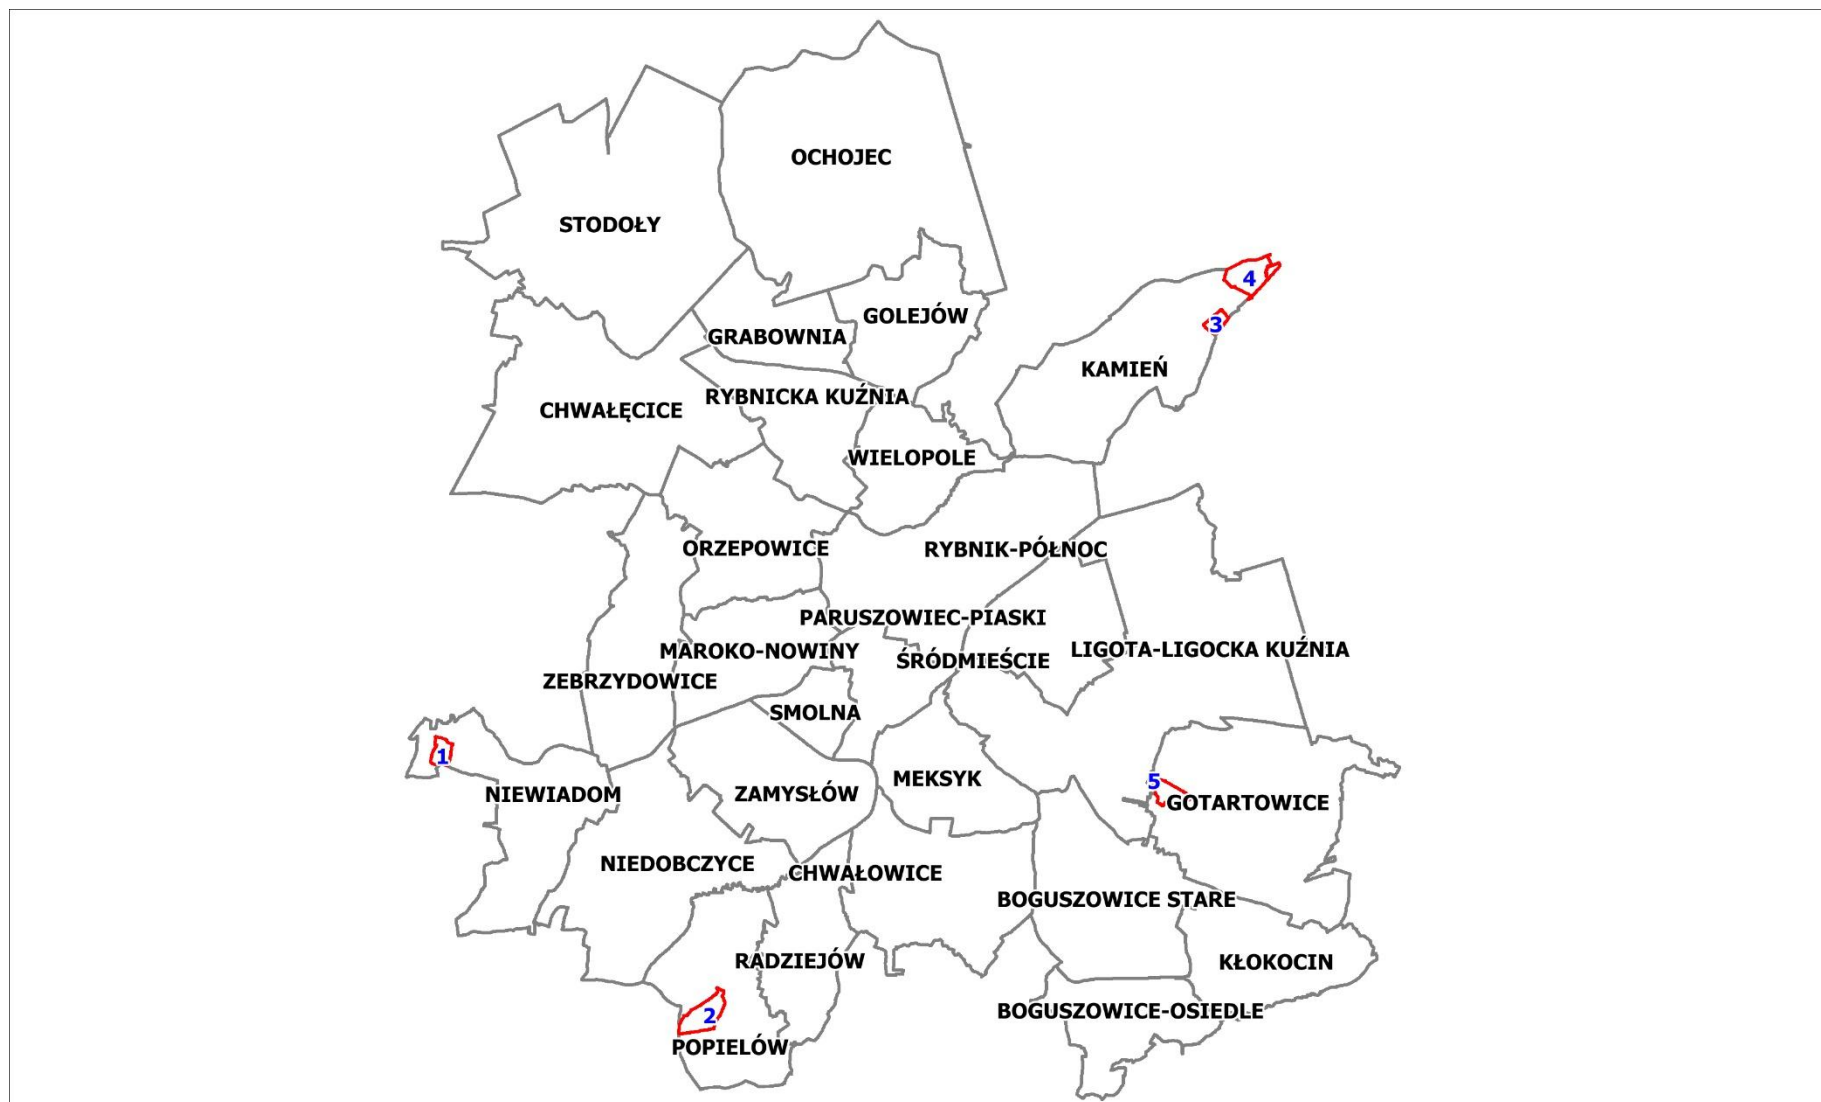 OCHOJEC
STODOŁY
4
GOLEJÓW
3
GRABOWNIA
KAMIEŃ
RYBNICKA KUŹNIA
CHWAŁĘCICE
WIELOPOLE
ORZEPOWICE
RYBNIK-PÓŁNOC
PARUSZOWIEC-PIASKI
MAROKO-NOWINY
LIGOTA-LIGOCKA KUŹNIA
ŚRÓDMIEŚCIE
ZEBRZYDOWICE
SMOLNA
1
MEKSYK
5
NIEWIADOM
ZAMYSŁÓW
GOTARTOWICE
NIEDOBCZYCE
CHWAŁOWICE
BOGUSZOWICE STARE
RADZIEJÓW
KŁOKOCIN
BOGUSZOWICE-OSIEDLE
2
POPIELÓW